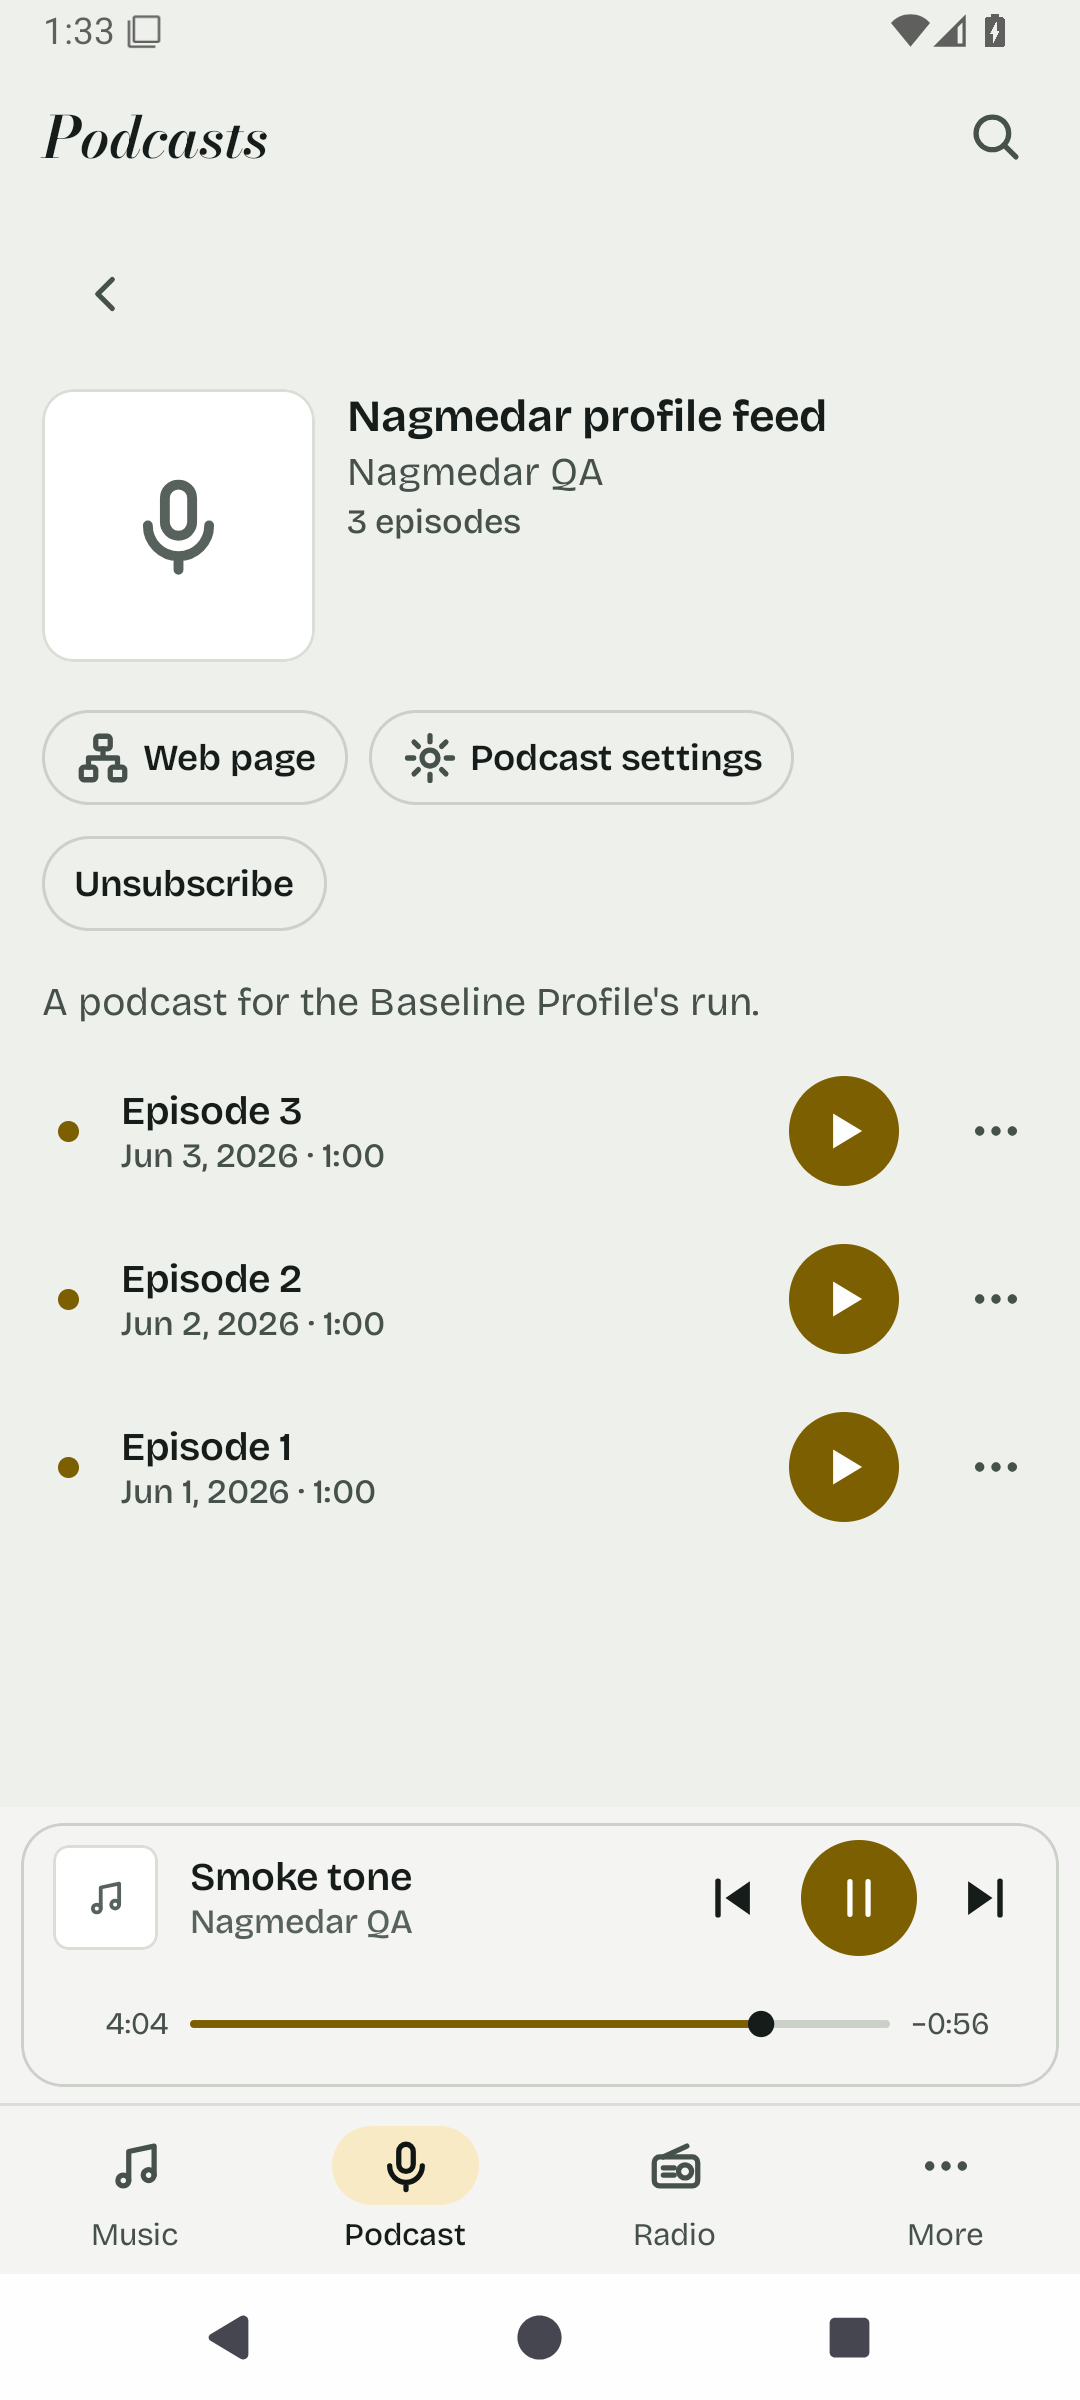 1:33
Podcasts
Nagmedar profile feed
Nagmedar QA
3 episodes
Web page
Podcast settings
Unsubscribe
A podcast for the Baseline Profile's run.
Episode 3
Jun 3, 2026 · 1:00
Episode 2
Jun 2, 2026 · 1:00
Episode 1
Jun 1, 2026 · 1:00
Smoke tone
Nagmedar QA
4:04
−0:56
Music
Podcast
Radio
More